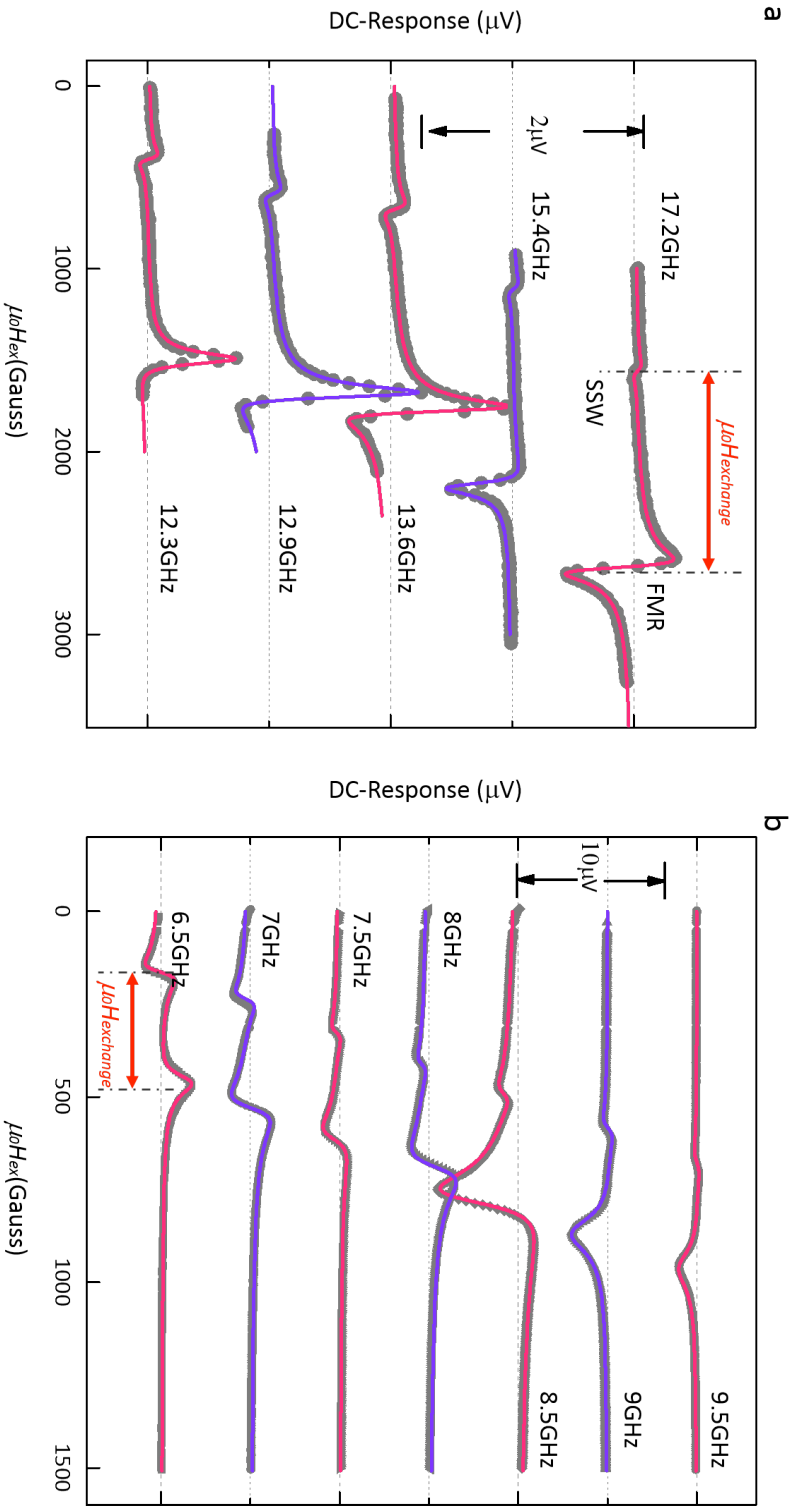 a
DC-Response (μV)
2μV
17.2GHz
15.4GHz
μ0Hexchange
SSW
FMR
13.6GHz
12.9GHz
12.3GHz
0
1000
2000
3000
μ0Hex(Gauss)
b
DC-Response (μV)
10μV
9.5GHz
9GHz
8.5GHz
8GHz
7.5GHz
7GHz
6.5GHz
μ0Hexchange
0
500
1000
1500
μ0Hex(Gauss)